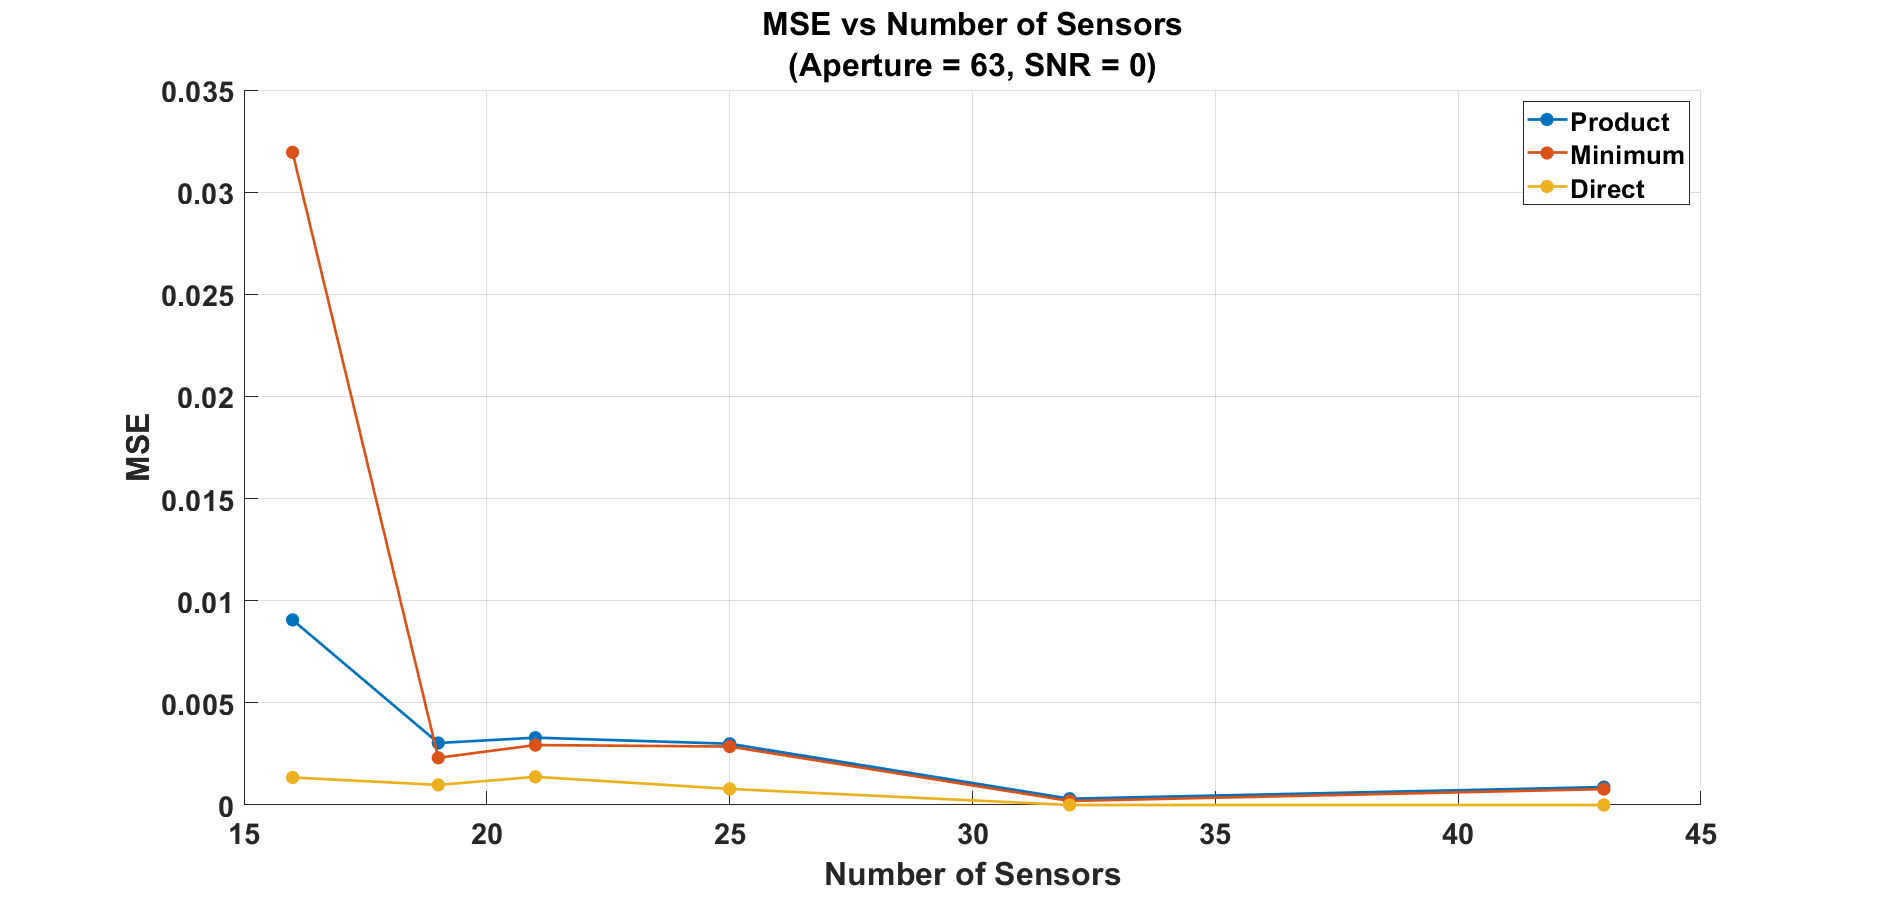 MSE vs Number of Sensors
(Aperture = 63, SNR = 0)
0.035
0.03
0.025
0.02
0.015
0.01
0.005
0
MSE
Product
Minimum
Direct
15 20 25 30 35 40 45
Number of Sensors